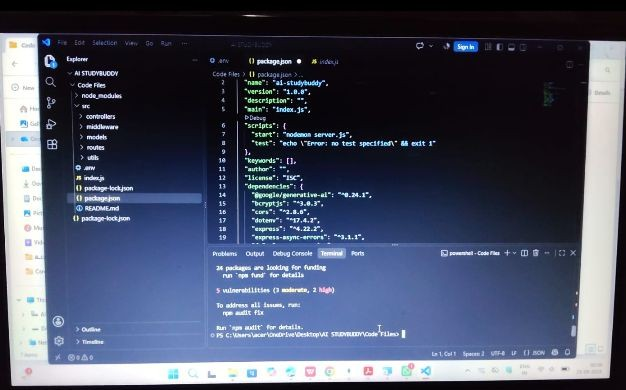 File Edit Selection View Go Run ...
AI STUDYBUDDY
Sign In
Explorer
.env
package.json
index.js
AI STUDYBUDDY
Code Files > package.json > ...
Code Files
node_modules
src
controllers
middleware
models
routes
utils
.env
index.js
package-lock.json
package.json
README.md
package-lock.json
2 "name": "ai-studybuddy",
3 "version": "1.0.0",
4 "description": "",
5 "main": "index.js",
Debug
6 "scripts": {
7 "start": "nodemon server.js",
8 "test": "echo \"Error: no test specified\" && exit 1"
9 },
10 "keywords": [],
11 "author": "",
12 "license": "ISC",
13 "dependencies": {
14 "@google/generative-ai": "^0.24.1",
15 "bcryptjs": "^3.0.3",
16 "cors": "^2.8.6",
17 "dotenv": "^17.4.2",
18 "express": "^4.22.2",
19 "express-async-errors": "^3.1.1",
Problems Output Debug Console Terminal Ports
powershell - Code Files
24 packages are looking for funding
run `npm fund` for details
5 vulnerabilities (3 moderate, 2 high)
To address all issues, run:
npm audit fix
Run `npm audit` for details.
PS C:\Users\acer\OneDrive\Desktop\AI STUDYBUDDY\Code Files>
Outline
Timeline
0 0
Ln 1, Col 1 Spaces: 2 UTF-8 LF {} JSON